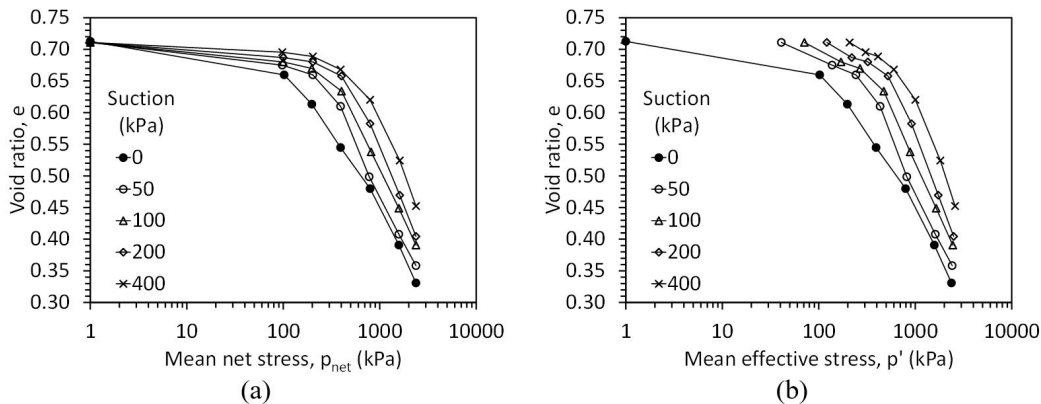 0.75
0.70
0.65
0.60
0.55
0.50
0.45
0.40
0.35
0.30
Void ratio, e
Suction
(kPa)
0
50
100
200
400
1 100 1000 10000
Mean net stress, pnet (kPa)
(a)
0.75
0.70
0.65
0.60
0.55
0.50
0.45
0.40
0.35
0.30
Void ratio, e
Suction
(kPa)
0
50
100
200
400
1 100 1000 10000
Mean effective stress, p' (kPa)
(b)